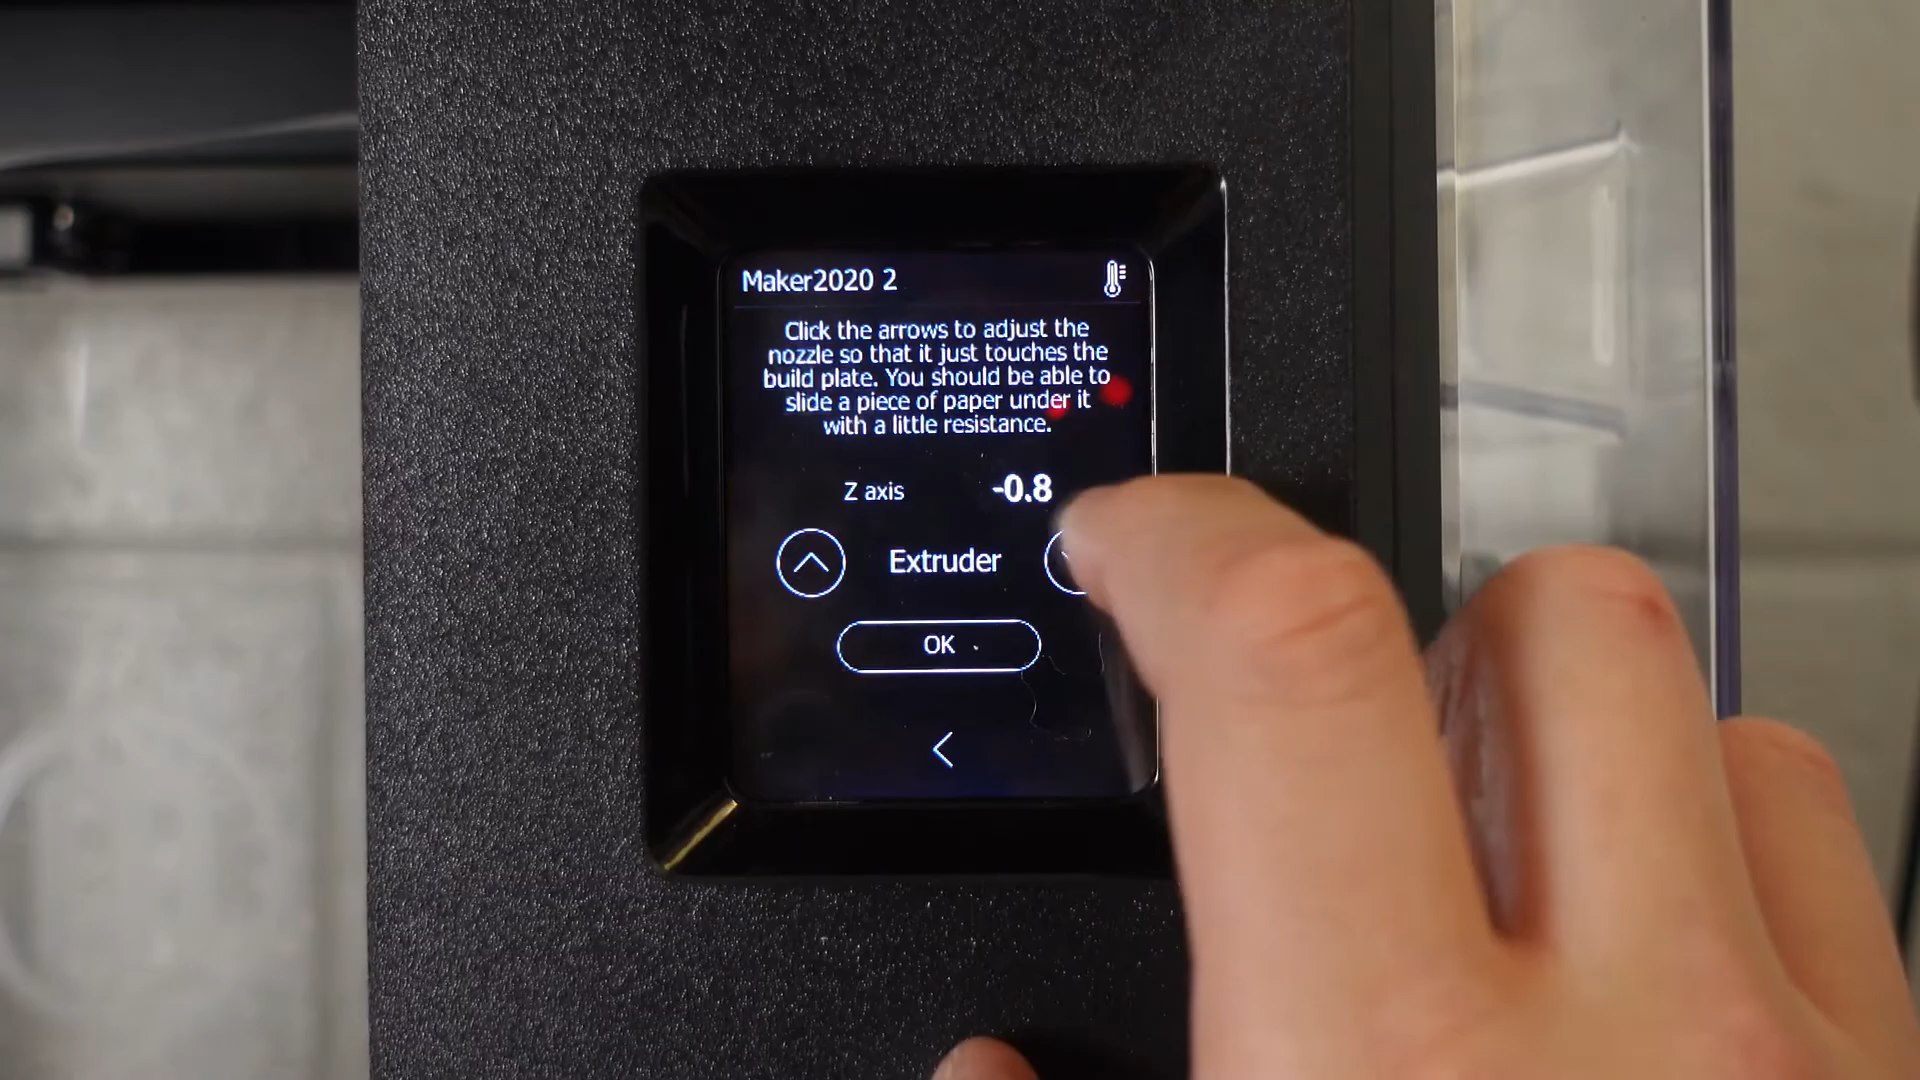 Maker2020 2
Click the arrows to adjust the
nozzle so that it just touches the
build plate. You should be able to
slide a piece of paper under it
with a little resistance.
Z axis -0.8
Extruder
OK